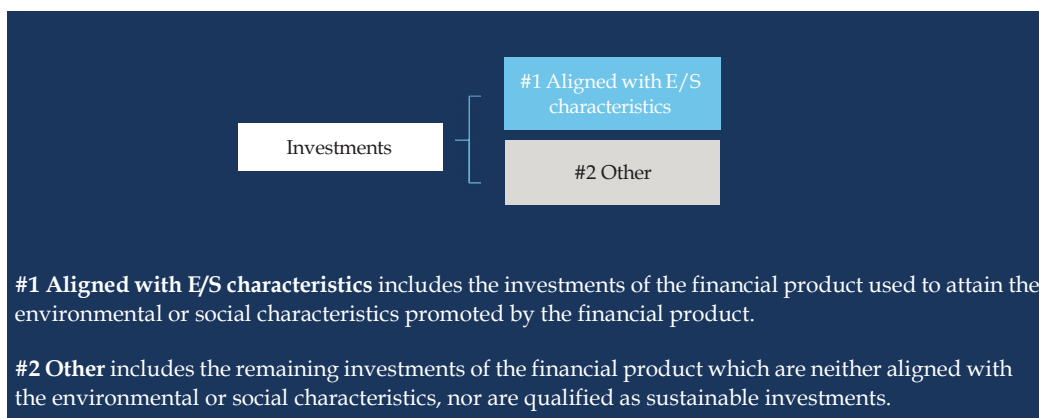 #1 Aligned with E/S
characteristics
Investments
#2 Other
#1 Aligned with E/S characteristics includes the investments of the financial product used to attain the
environmental or social characteristics promoted by the financial product.
#2 Other includes the remaining investments of the financial product which are neither aligned with
the environmental or social characteristics, nor are qualified as sustainable investments.